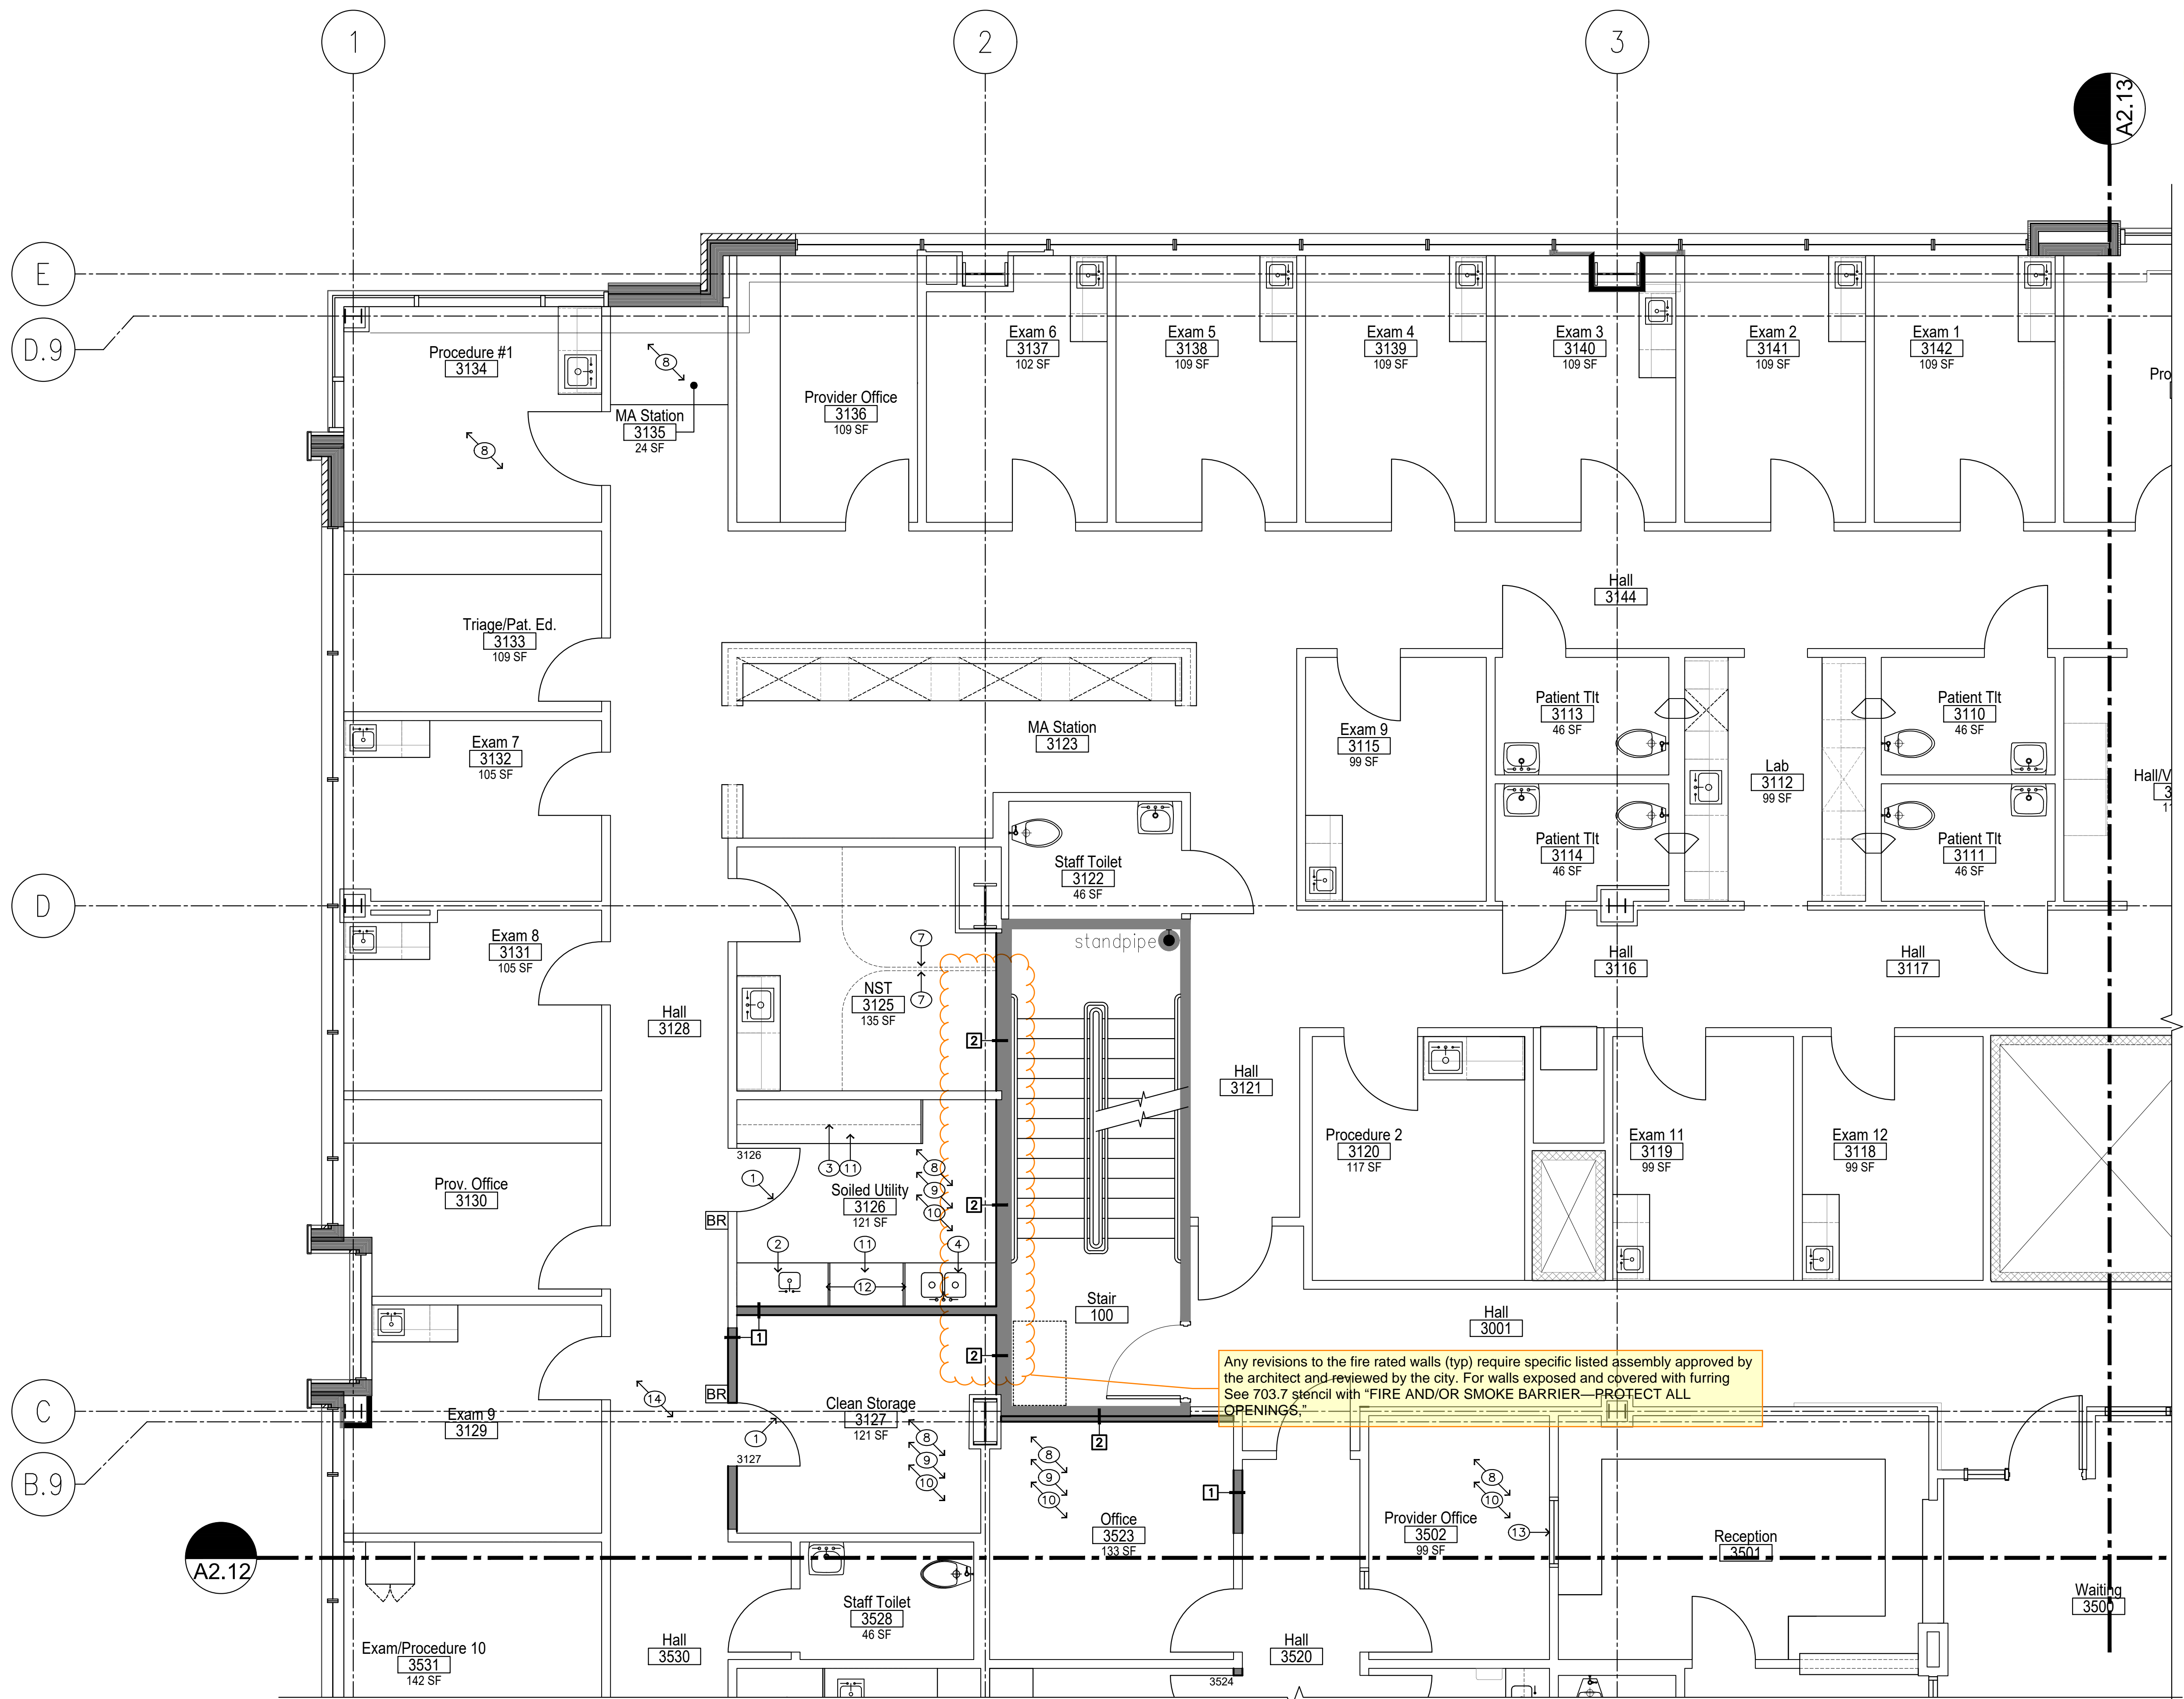 1
2
3
A2.13
E
D.9
Procedure #1
3134
8
8
MA Station
3135
24 SF
Provider Office
3136
109 SF
Exam 6
3137
102 SF
Exam 5
3138
109 SF
Exam 4
3139
109 SF
Exam 3
3140
109 SF
Exam 2
3141
109 SF
Exam 1
3142
109 SF
Pro
Hall
3144
Triage/Pat. Ed.
3133
109 SF
Exam 7
3132
105 SF
MA Station
3123
Exam 9
3115
99 SF
Patient Tlt
3113
46 SF
Lab
3112
99 SF
Patient Tlt
3110
46 SF
Hall/V
3
11
Patient Tlt
3114
46 SF
Patient Tlt
3111
46 SF
Staff Toilet
3122
46 SF
D
Exam 8
3131
105 SF
standpipe
7
NST
3125
135 SF
7
Hall
3116
Hall
3117
Hall
3128
2
Hall
3121
Procedure 2
3120
117 SF
Exam 11
3119
99 SF
Exam 12
3118
99 SF
3126
3
11
1
8
9
10
Soiled Utility
3126
121 SF
2
Prov. Office
3130
BR
2
11
4
12
Stair
100
Hall
3001
1
2
Any revisions to the fire rated walls (typ) require specific listed assembly approved by
the architect and reviewed by the city. For walls exposed and covered with furring
See 703.7 stencil with “FIRE AND/OR SMOKE BARRIER—PROTECT ALL
OPENINGS,”
BR
14
C
Exam 9
3129
Clean Storage
3127
121 SF
1
3127
8
9
10
2
8
9
10
B.9
1
Office
3523
133 SF
8
10
Provider Office
3502
99 SF
13
Reception
3501
A2.12
Waiting
3500
Staff Toilet
3528
46 SF
Exam/Procedure 10
3531
142 SF
Hall
3530
Hall
3520
3524